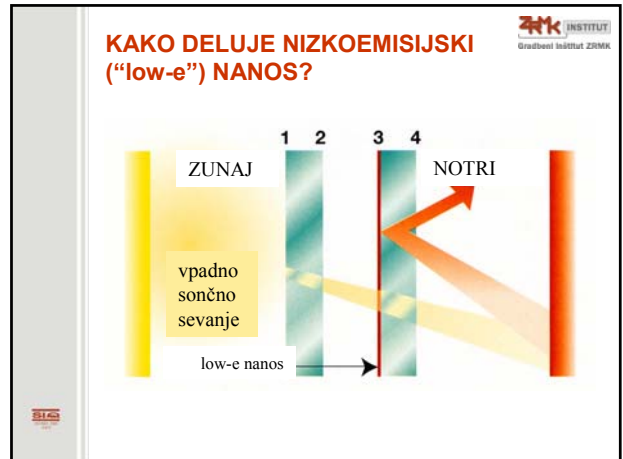 KAKO DELUJE NIZKOEMISIJSKI
(“low-e”) NANOS?
ZRMK INSTITUT
Gradbeni inštitut ZRMK
1 2 3 4
ZUNAJ
NOTRI
vpadno
sončno
sevanje
low-e nanos